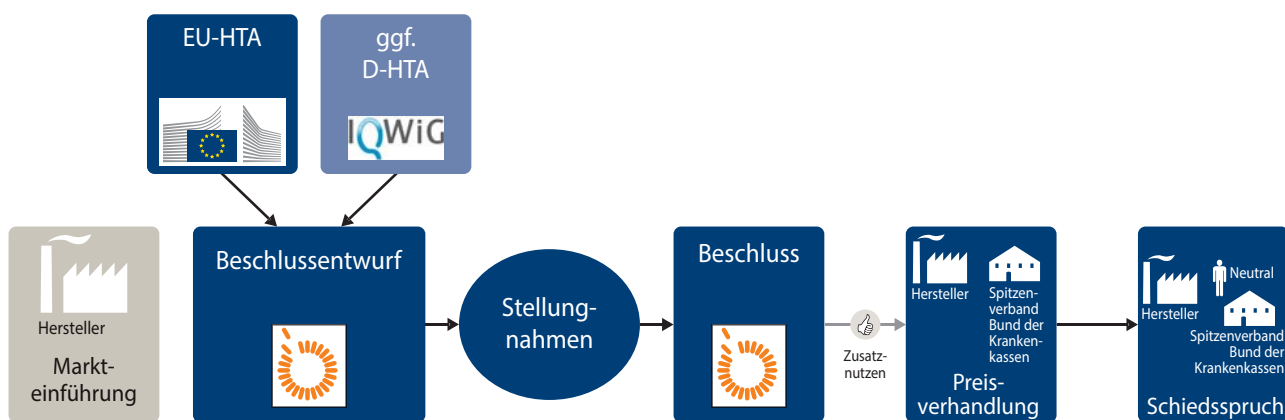 EU-HTA
ggf.
D-HTA
IQWiG
Hersteller
Markt-
einführung
Beschlussentwurf
Stellung-
nahmen
Beschluss
Zusatz-
nutzen
Hersteller
Spitzen-
verband
Bund der
Kranken-
kassen
Preis-
verhandlung
Neutral
Hersteller
Spitzenverband
Bund der
Krankenkassen
Schiedsspruch